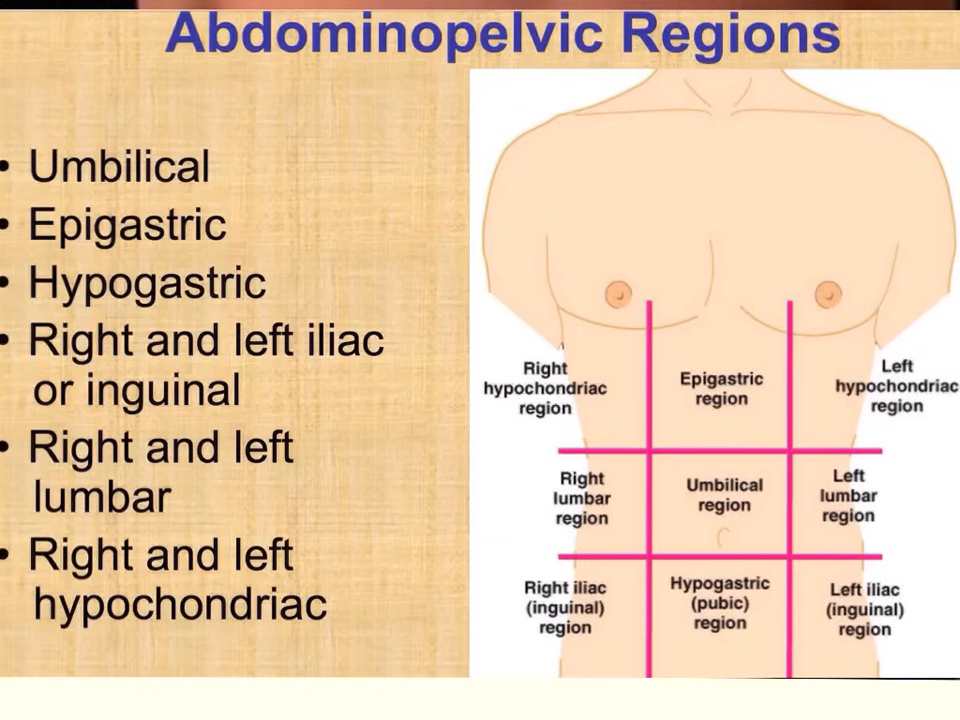 Abdominopelvic Regions
• Umbilical
• Epigastric
• Hypogastric
• Right and left iliac
or inguinal
• Right and left
lumbar
• Right and left
hypochondriac
Right
hypochondriac
region
Epigastric
region
Left
hypochondriac
region
Right
lumbar
region
Umbilical
region
Left
lumbar
region
Right iliac
(inguinal)
region
Hypogastric
(pubic)
region
Left iliac
(inguinal)
region